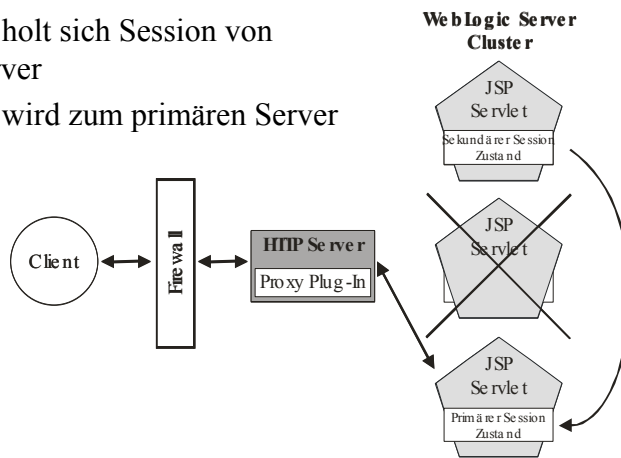 holt sich Session von
ver
wird zum primären Server
WebLogic Server
Cluster
JSP
Servlet
Sekundärer Session
Zustand
JSP
Servlet
Client
Firewall
HTTP Server
Proxy Plug-In
JSP
Servlet
Primärer Session
Zustand